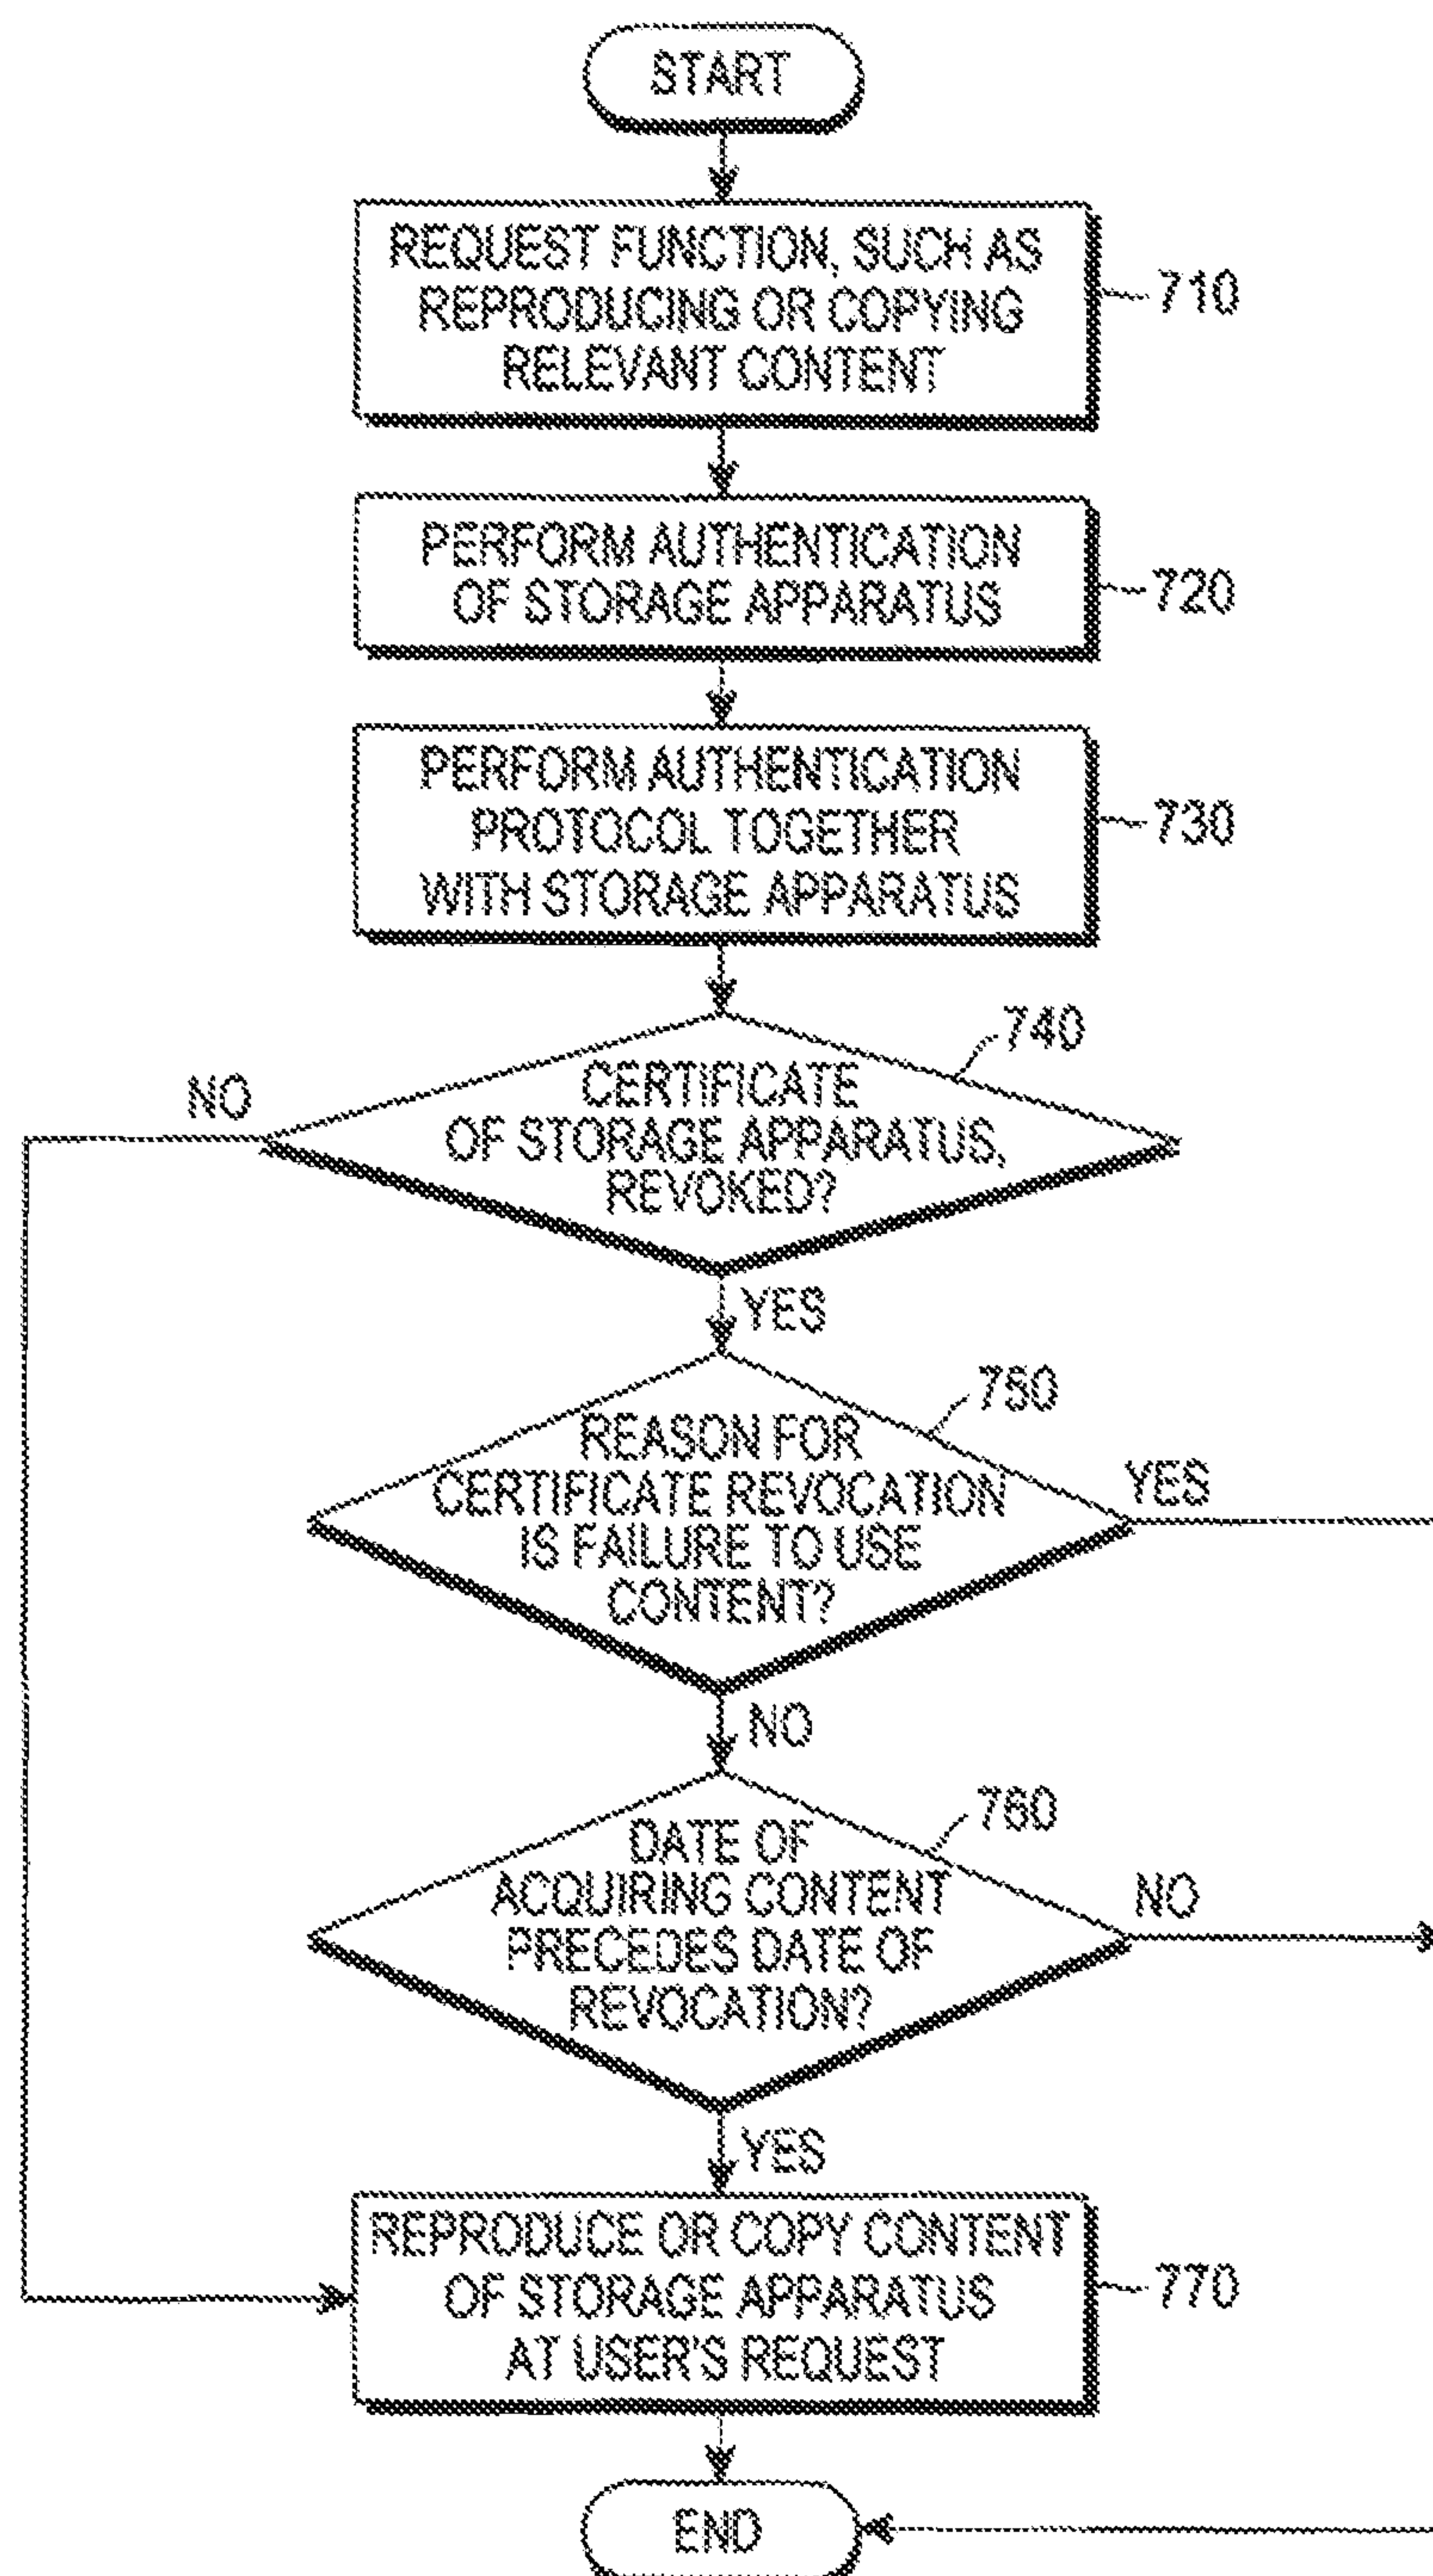 START
REQUEST FUNCTION, SUCH AS
REPRODUCING OR COPYING
RELEVANT CONTENT
710
PERFORM AUTHENTICATION
OF STORAGE APPARATUS
720
PERFORM AUTHENTICATION
PROTOCOL TOGETHER
WITH STORAGE APPARATUS
730
740
NO
CERTIFICATE
OF STORAGE APPARATUS,
REVOKED?
YES
750
REASON FOR
CERTIFICATE REVOCATION
IS FAILURE TO USE
CONTENT?
YES
NO
760
DATE OF
ACQUIRING CONTENT
PRECEDES DATE OF
REVOCATION?
NO
YES
REPRODUCE OR COPY CONTENT
OF STORAGE APPARATUS
AT USER'S REQUEST
770
END